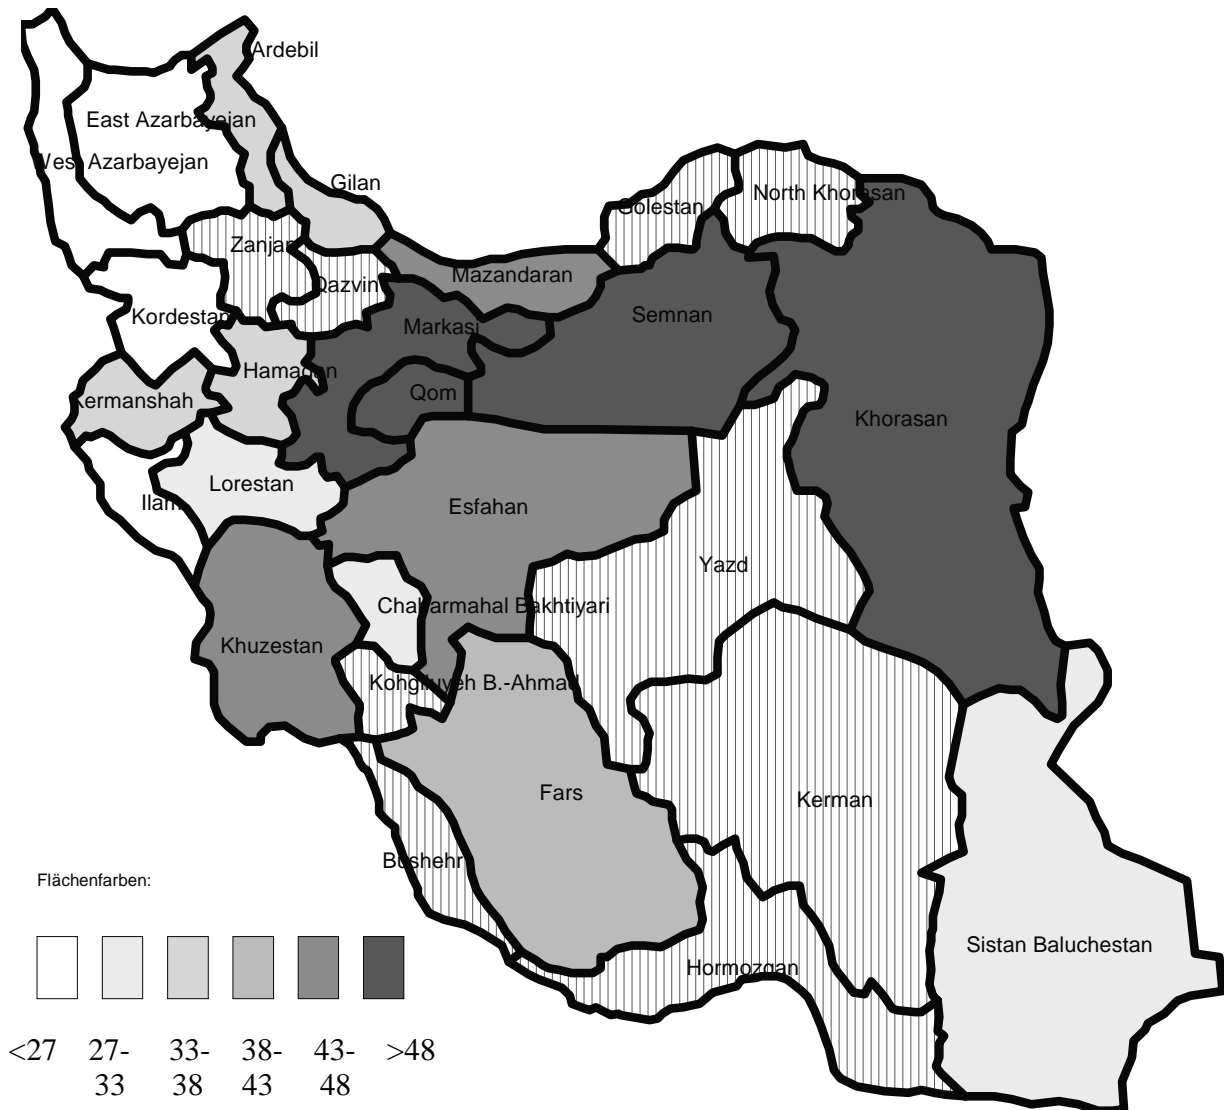 Ardebil
East Azarbayejan
West Azarbayejan
Gilan
North Khorasan
Golestan
Zanjan
Mazandaran
Qazvin
Semnan
Kordestan
Markasi
Hamadan
Qom
Kermanshah
Khorasan
Lorestan
Ilam
Esfahan
Yazd
Chaharmahal Bakhtiyari
Khuzestan
Kohgiluyeh B.-Ahmad
Fars
Kerman
Bushehr
Flächenfarben:
Sistan Baluchestan
Hormozgan
<27 27- 33- 38- 43- >48
33 38 43 48